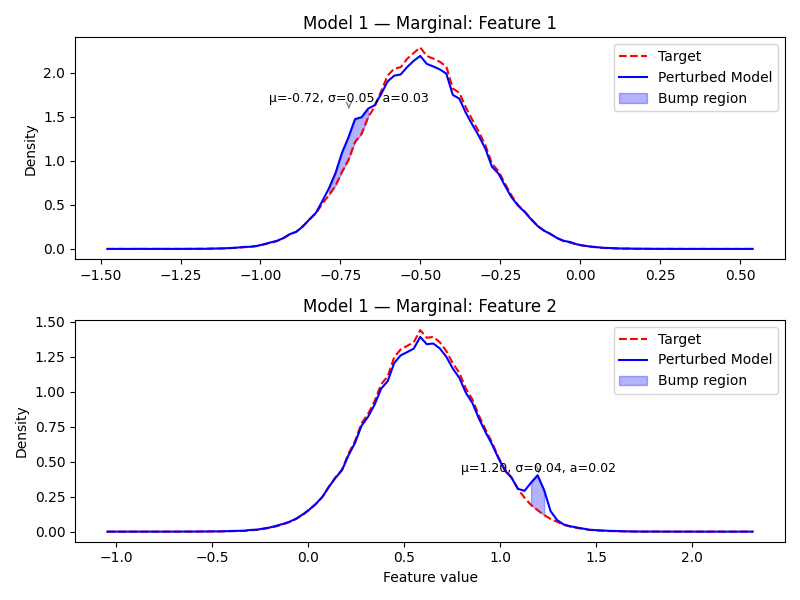 Model 1 — Marginal: Feature 1
Density
2.0
1.5
1.0
0.5
0.0
μ=-0.72, σ=0.05, a=0.03
Target
Perturbed Model
Bump region
−1.50 −1.25 −1.00 −0.75 −0.50 −0.25 0.00 0.25 0.50
Model 1 — Marginal: Feature 2
Density
1.50
1.25
1.00
0.75
0.50
0.25
0.00
Target
Perturbed Model
Bump region
μ=1.20, σ=0.04, a=0.02
−1.0 −0.5 0.0 0.5 1.0 1.5 2.0
Feature value